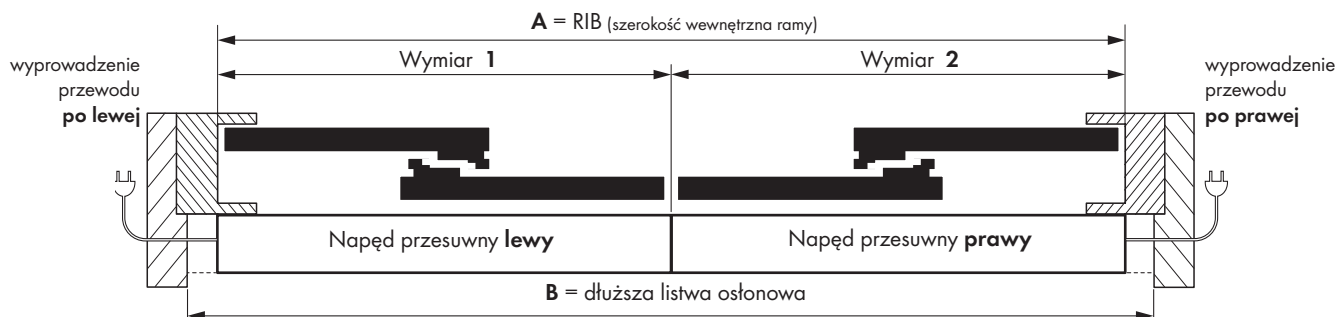 A = RIB (szerokość wewnętrzna ramy)
Wymiar 1
Wymiar 2
wyprowadzenie
przewodu
po lewej
wyprowadzenie
przewodu
po prawej
Napęd przesuwny lewy
Napęd przesuwny prawy
B = dłuższa listwa osłonowa